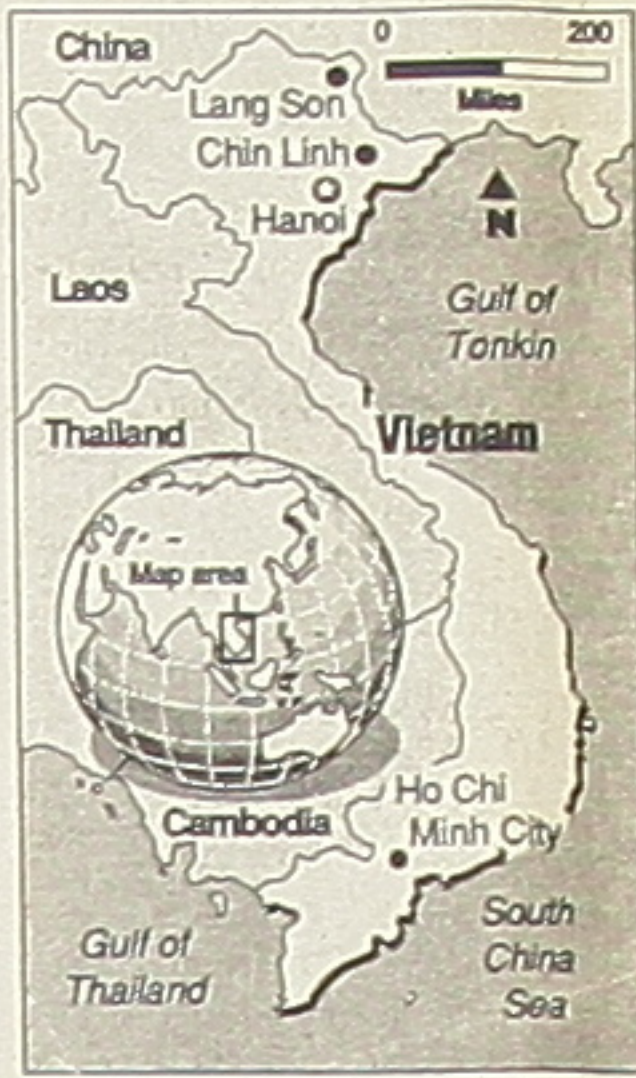 China
0 200
Miles
Lang Son
Chin Linh
Hanoi
N
Laos
Gulf of
Tonkin
Thailand
Vietnam
Map area
Ho Chi
Minh City
Cambodia
South
China
Sea
Gulf of
Thailand